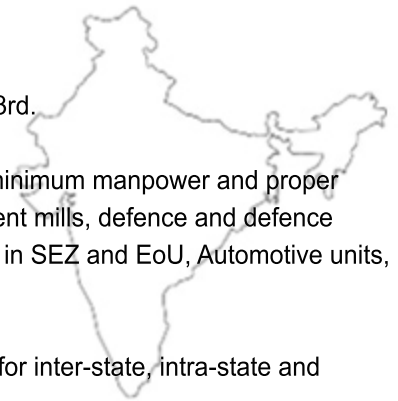 3rd.
minimum manpower and proper
ent mills, defence and defence
in SEZ and EoU, Automotive units,
for inter-state, intra-state and